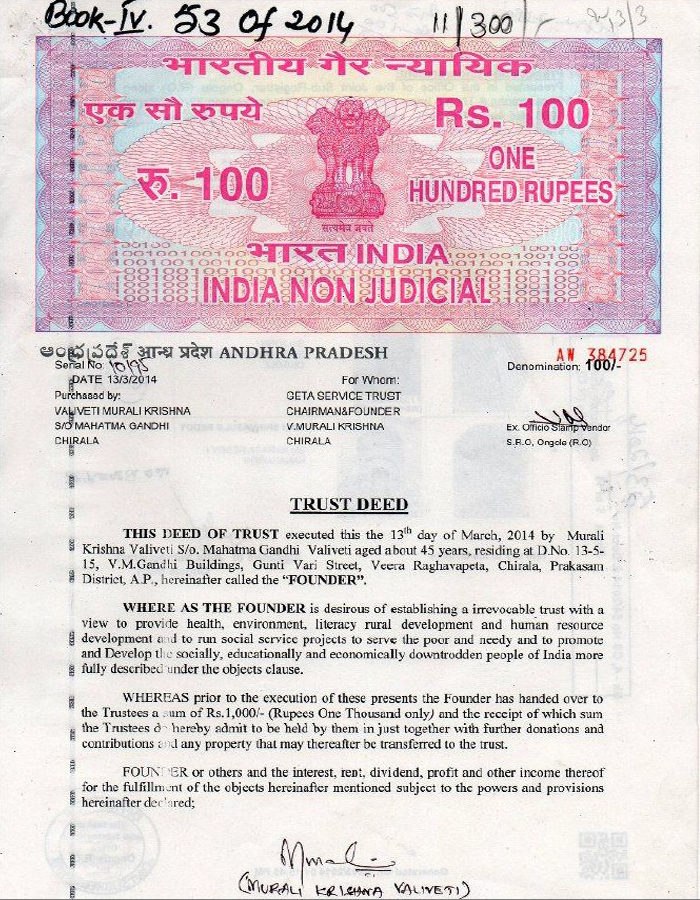 Book-IV. 53 Of 2014 11/300/-
भारतीय गैर न्यायिक
एक सौ रुपये Rs. 100
रु. 100 ONE
HUNDRED RUPEES
सत्यमेव जयते
भारत INDIA
INDIA NON JUDICIAL
ఆంధ్రప్రదేశ్ आन्ध्र प्रदेश ANDHRA PRADESH AW 384725
Serial No: Denomination: 100/-
DATE 13/3/2014 For Whom:
Purchased by: GETA SERVICE TRUST
VALIVETI MURALI KRISHNA CHAIRMAN&FOUNDER
S/O MAHATMA GANDHI V.MURALI KRISHNA Ex. Officio Stamp Vendor
CHIRALA CHIRALA S.R.O, Ongole (R.O)
TRUST DEED
THIS DEED OF TRUST executed this the 13th day of March, 2014 by Murali
Krishna Valiveti S/o. Mahatma Gandhi Valiveti aged about 45 years, residing at D.No. 13-5-
15, V.M.Gandhi Buildings, Gunti Vari Street, Veera Raghavapeta, Chirala, Prakasam
District, A.P., hereinafter called the "FOUNDER".
WHERE AS THE FOUNDER is desirous of establishing a irrevocable trust with a
view to provide health, environment, literacy rural development and human resource
development and to run social service projects to serve the poor and needy and to promote
and Develop the socially, educationally and economically downtrodden people of India more
fully described under the objects clause.
WHEREAS prior to the execution of these presents the Founder has handed over to
the Trustees a sum of Rs.1,000/- (Rupees One Thousand only) and the receipt of which sum
the Trustees do hereby admit to be held by them in just together with further donations and
contributions and any property that may thereafter be transferred to the trust.
FOUNDER or others and the interest, rent, dividend, profit and other income thereof
for the fulfillment of the objects hereinafter mentioned subject to the powers and provisions
hereinafter declared;
(MURALI KRISHNA VALIVETI)